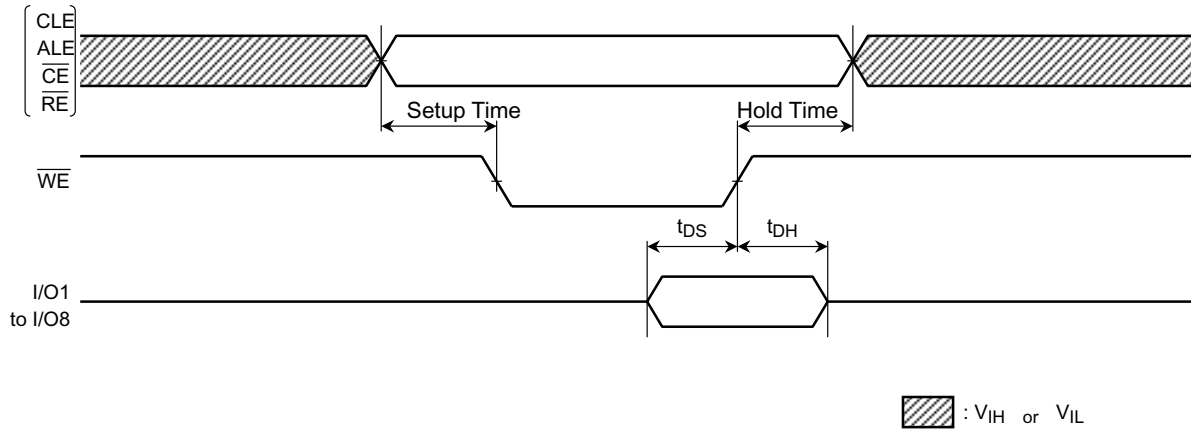 CLE
ALE
CE
RE
Setup Time
Hold Time
WE
tDS
tDH
I/O1
to I/O8
: VIH or VIL